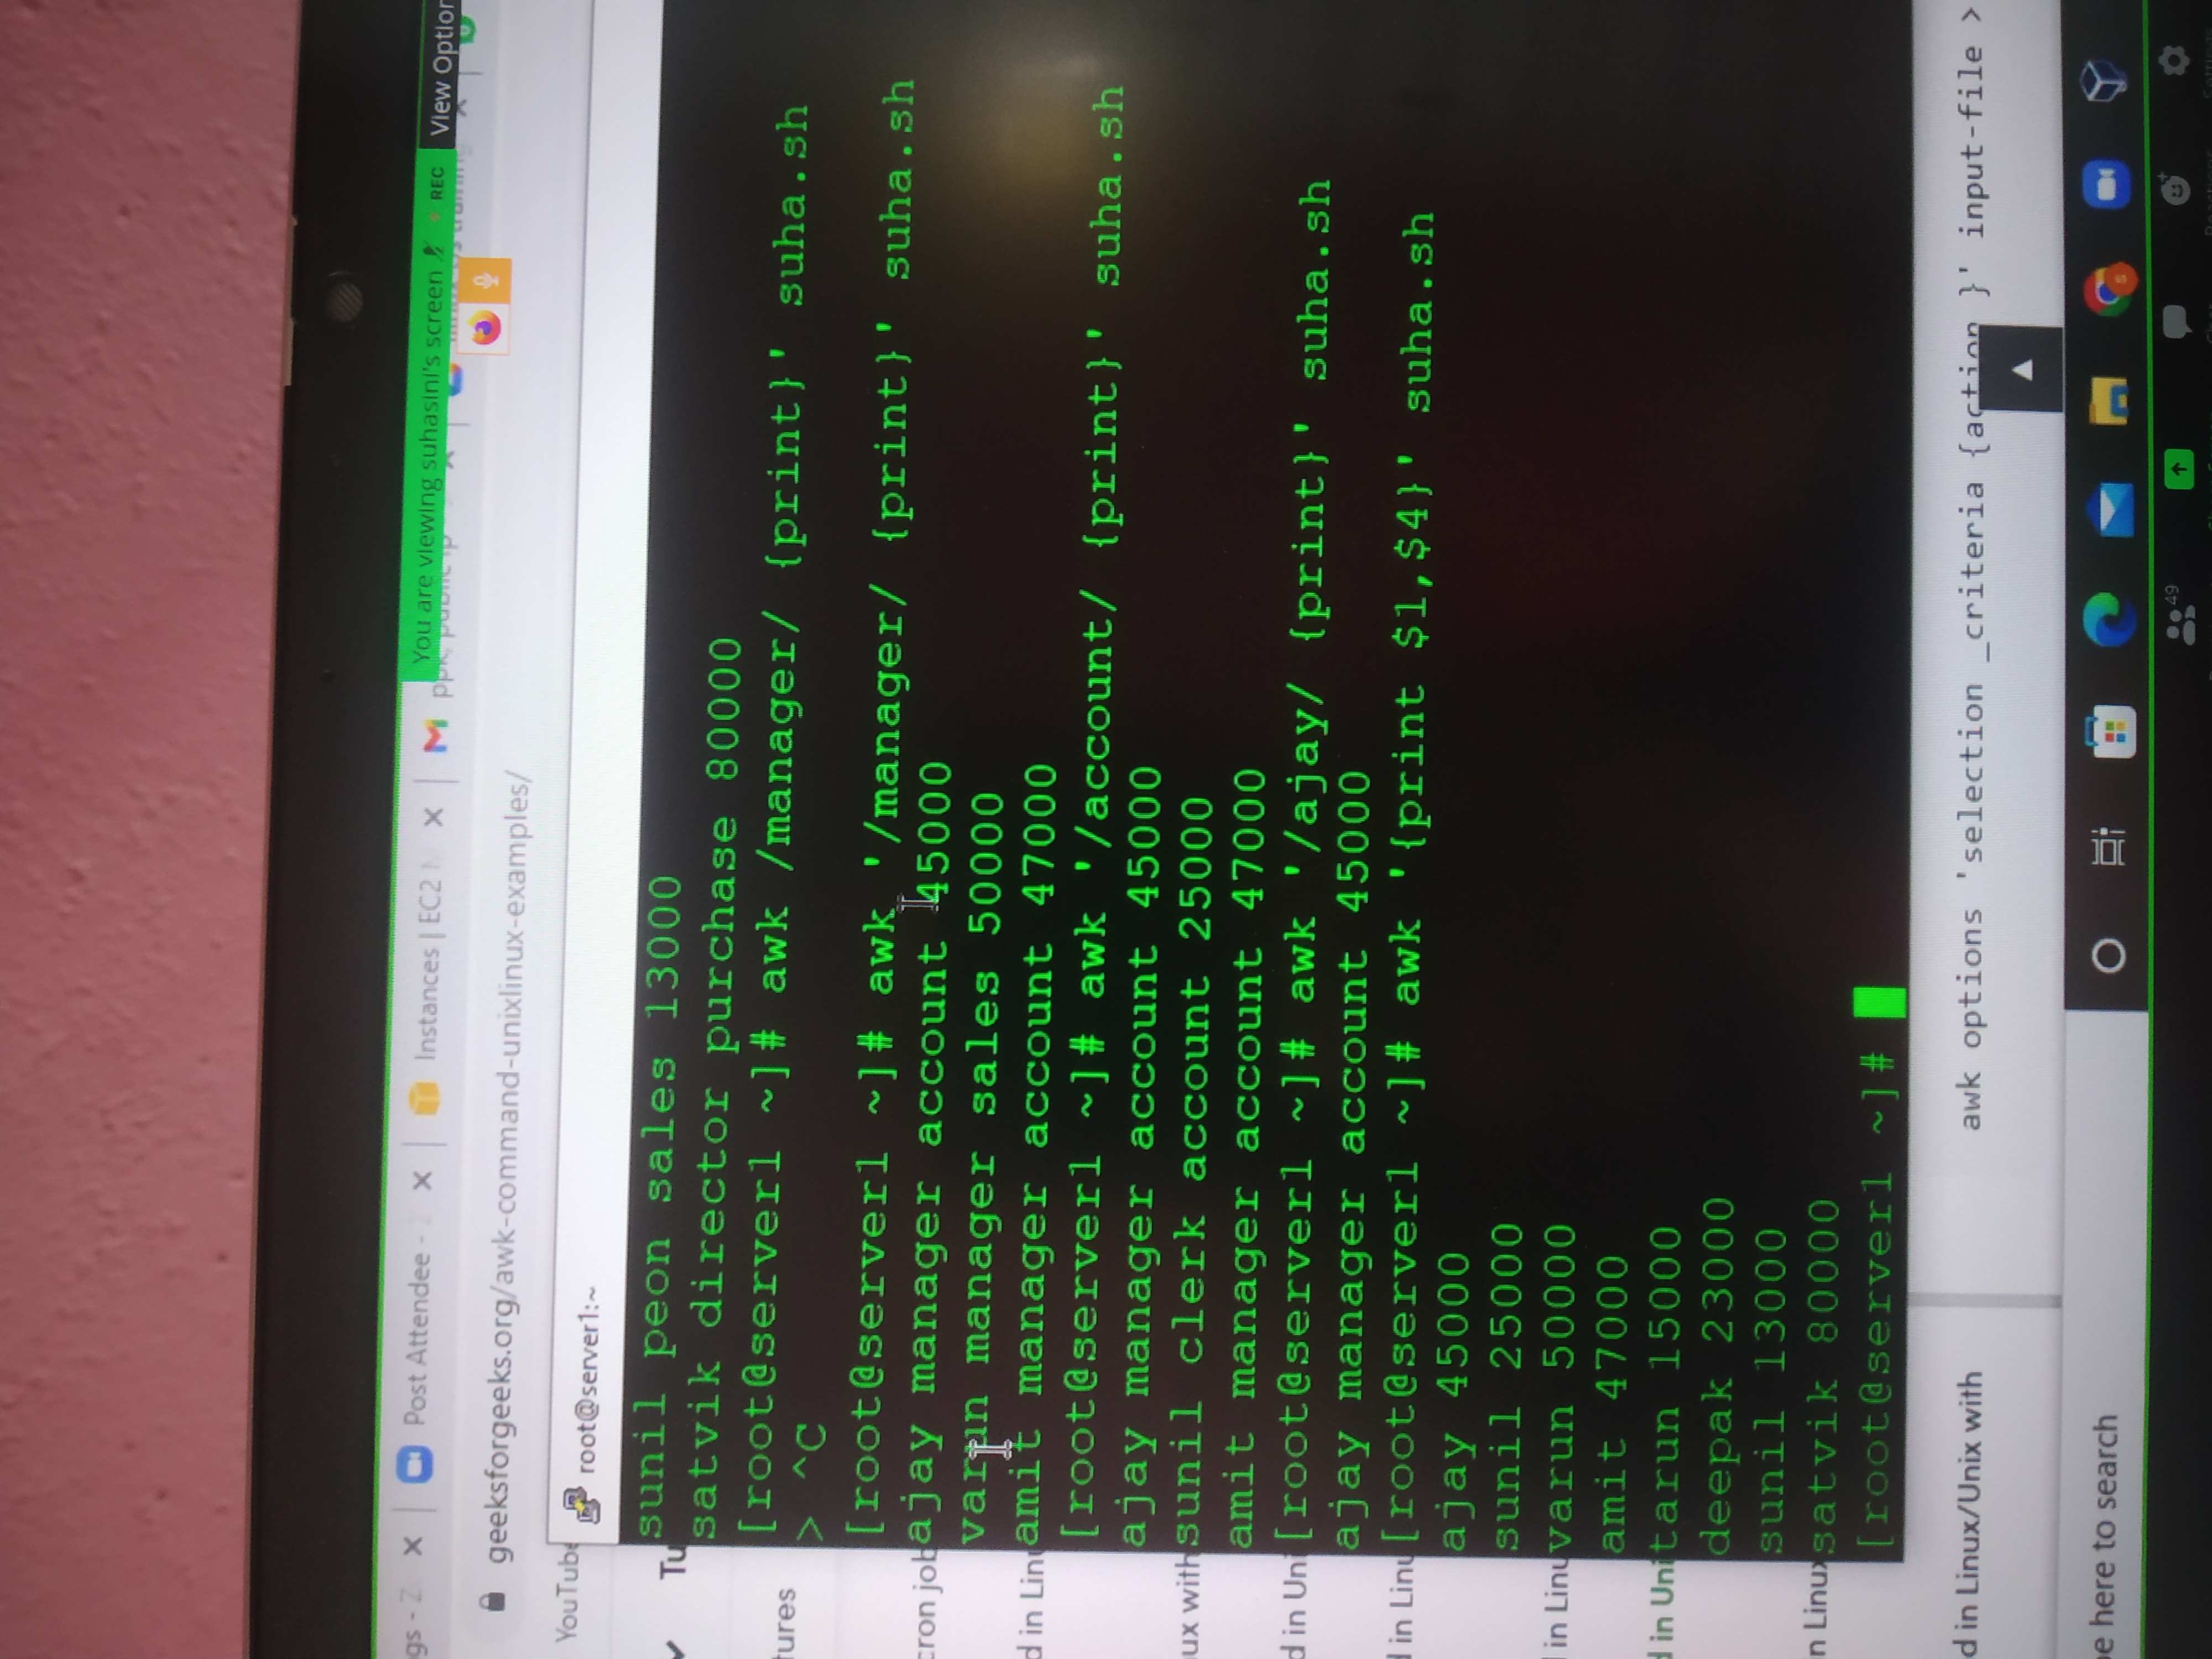 gs - Z
Post Attendee -
Instances | EC2 M
You are viewing suhasini's screen
REC
View Option
geeksforgeeks.org/awk-command-unixlinux-examples/
YouTube
root@server1:~
Tu
tures
cron job
d in Linu
ux with
d in Uni
d in Linu
in Linu
d in Uni
n Linux
sunil peon sales 13000
satvik director purchase 80000
[root@server1 ~]# awk /manager/ {print}' suha.sh
> ^C
[root@server1 ~]# awk '/manager/ {print}' suha.sh
ajay manager account 45000
varun manager sales 50000
amit manager account 47000
[root@server1 ~]# awk '/account/ {print}' suha.sh
ajay manager account 45000
sunil clerk account 25000
amit manager account 47000
[root@server1 ~]# awk '/ajay/ {print}' suha.sh
ajay manager account 45000
[root@server1 ~]# awk '{print $1,$4}' suha.sh
ajay 45000
sunil 25000
varun 50000
amit 47000
tarun 15000
deepak 23000
sunil 13000
satvik 80000
[root@server1 ~]#
d in Linux/Unix with
awk options 'selection _criteria {action }' input-file >
pe here to search
49